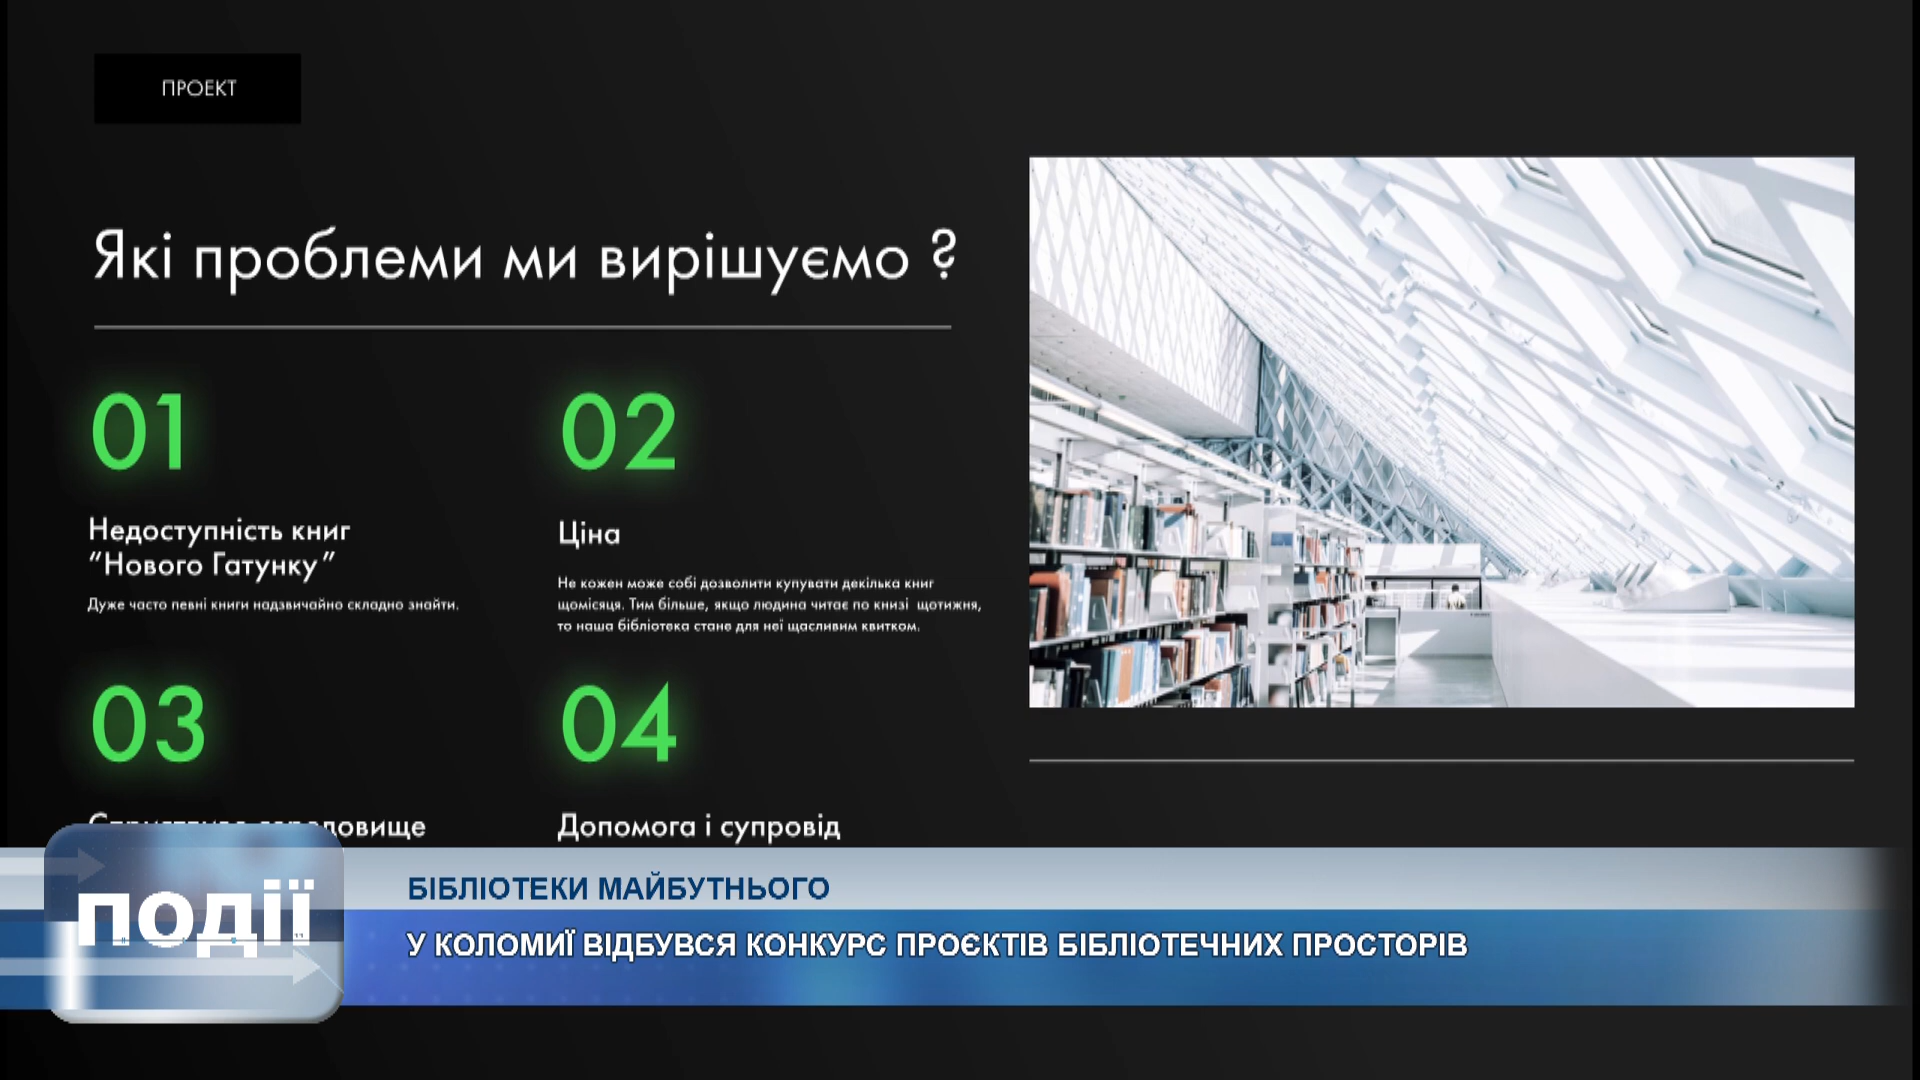 ПРОЕКТ
Які проблеми ми вирішуємо ?
01
Недоступність книг
“Нового Гатунку”
Дуже часто певні книги надзвичайно складно знайти.
02
Ціна
Не кожен може собі дозволити купувати декілька книг
щомісяця. Тим більше, якщо людина читає по книзі щотижня,
то наша бібліотека стане для неї щасливим квитком.
03
04
Допомога і супровід
події
БІБЛІОТЕКИ МАЙБУТНЬОГО
У КОЛОМИЇ ВІДБУВСЯ КОНКУРС ПРОЄКТІВ БІБЛІОТЕЧНИХ ПРОСТОРІВ